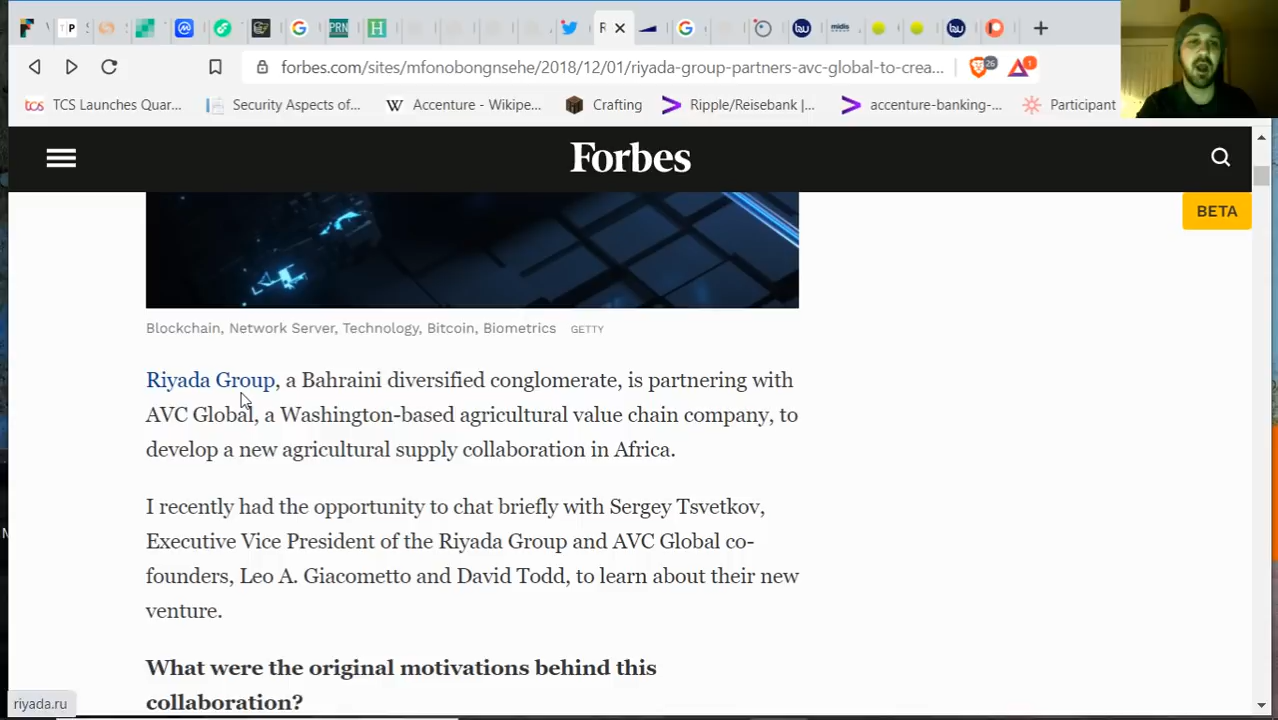 forbes.com/sites/mfonobongnsehe/2018/12/01/riyada-group-partners-avc-global-to-crea...
26
1
tcs TCS Launches Quar...
Security Aspects of...
W Accenture - Wikipe...
Crafting
Ripple/Reisebank |...
accenture-banking-...
Participant
Forbes
BETA
Blockchain, Network Server, Technology, Bitcoin, Biometrics GETTY
Riyada Group, a Bahraini diversified conglomerate, is partnering with
AVC Global, a Washington-based agricultural value chain company, to
develop a new agricultural supply collaboration in Africa.
I recently had the opportunity to chat briefly with Sergey Tsvetkov,
Executive Vice President of the Riyada Group and AVC Global co-
founders, Leo A. Giacometto and David Todd, to learn about their new
venture.
What were the original motivations behind this
collaboration?
riyada.ru